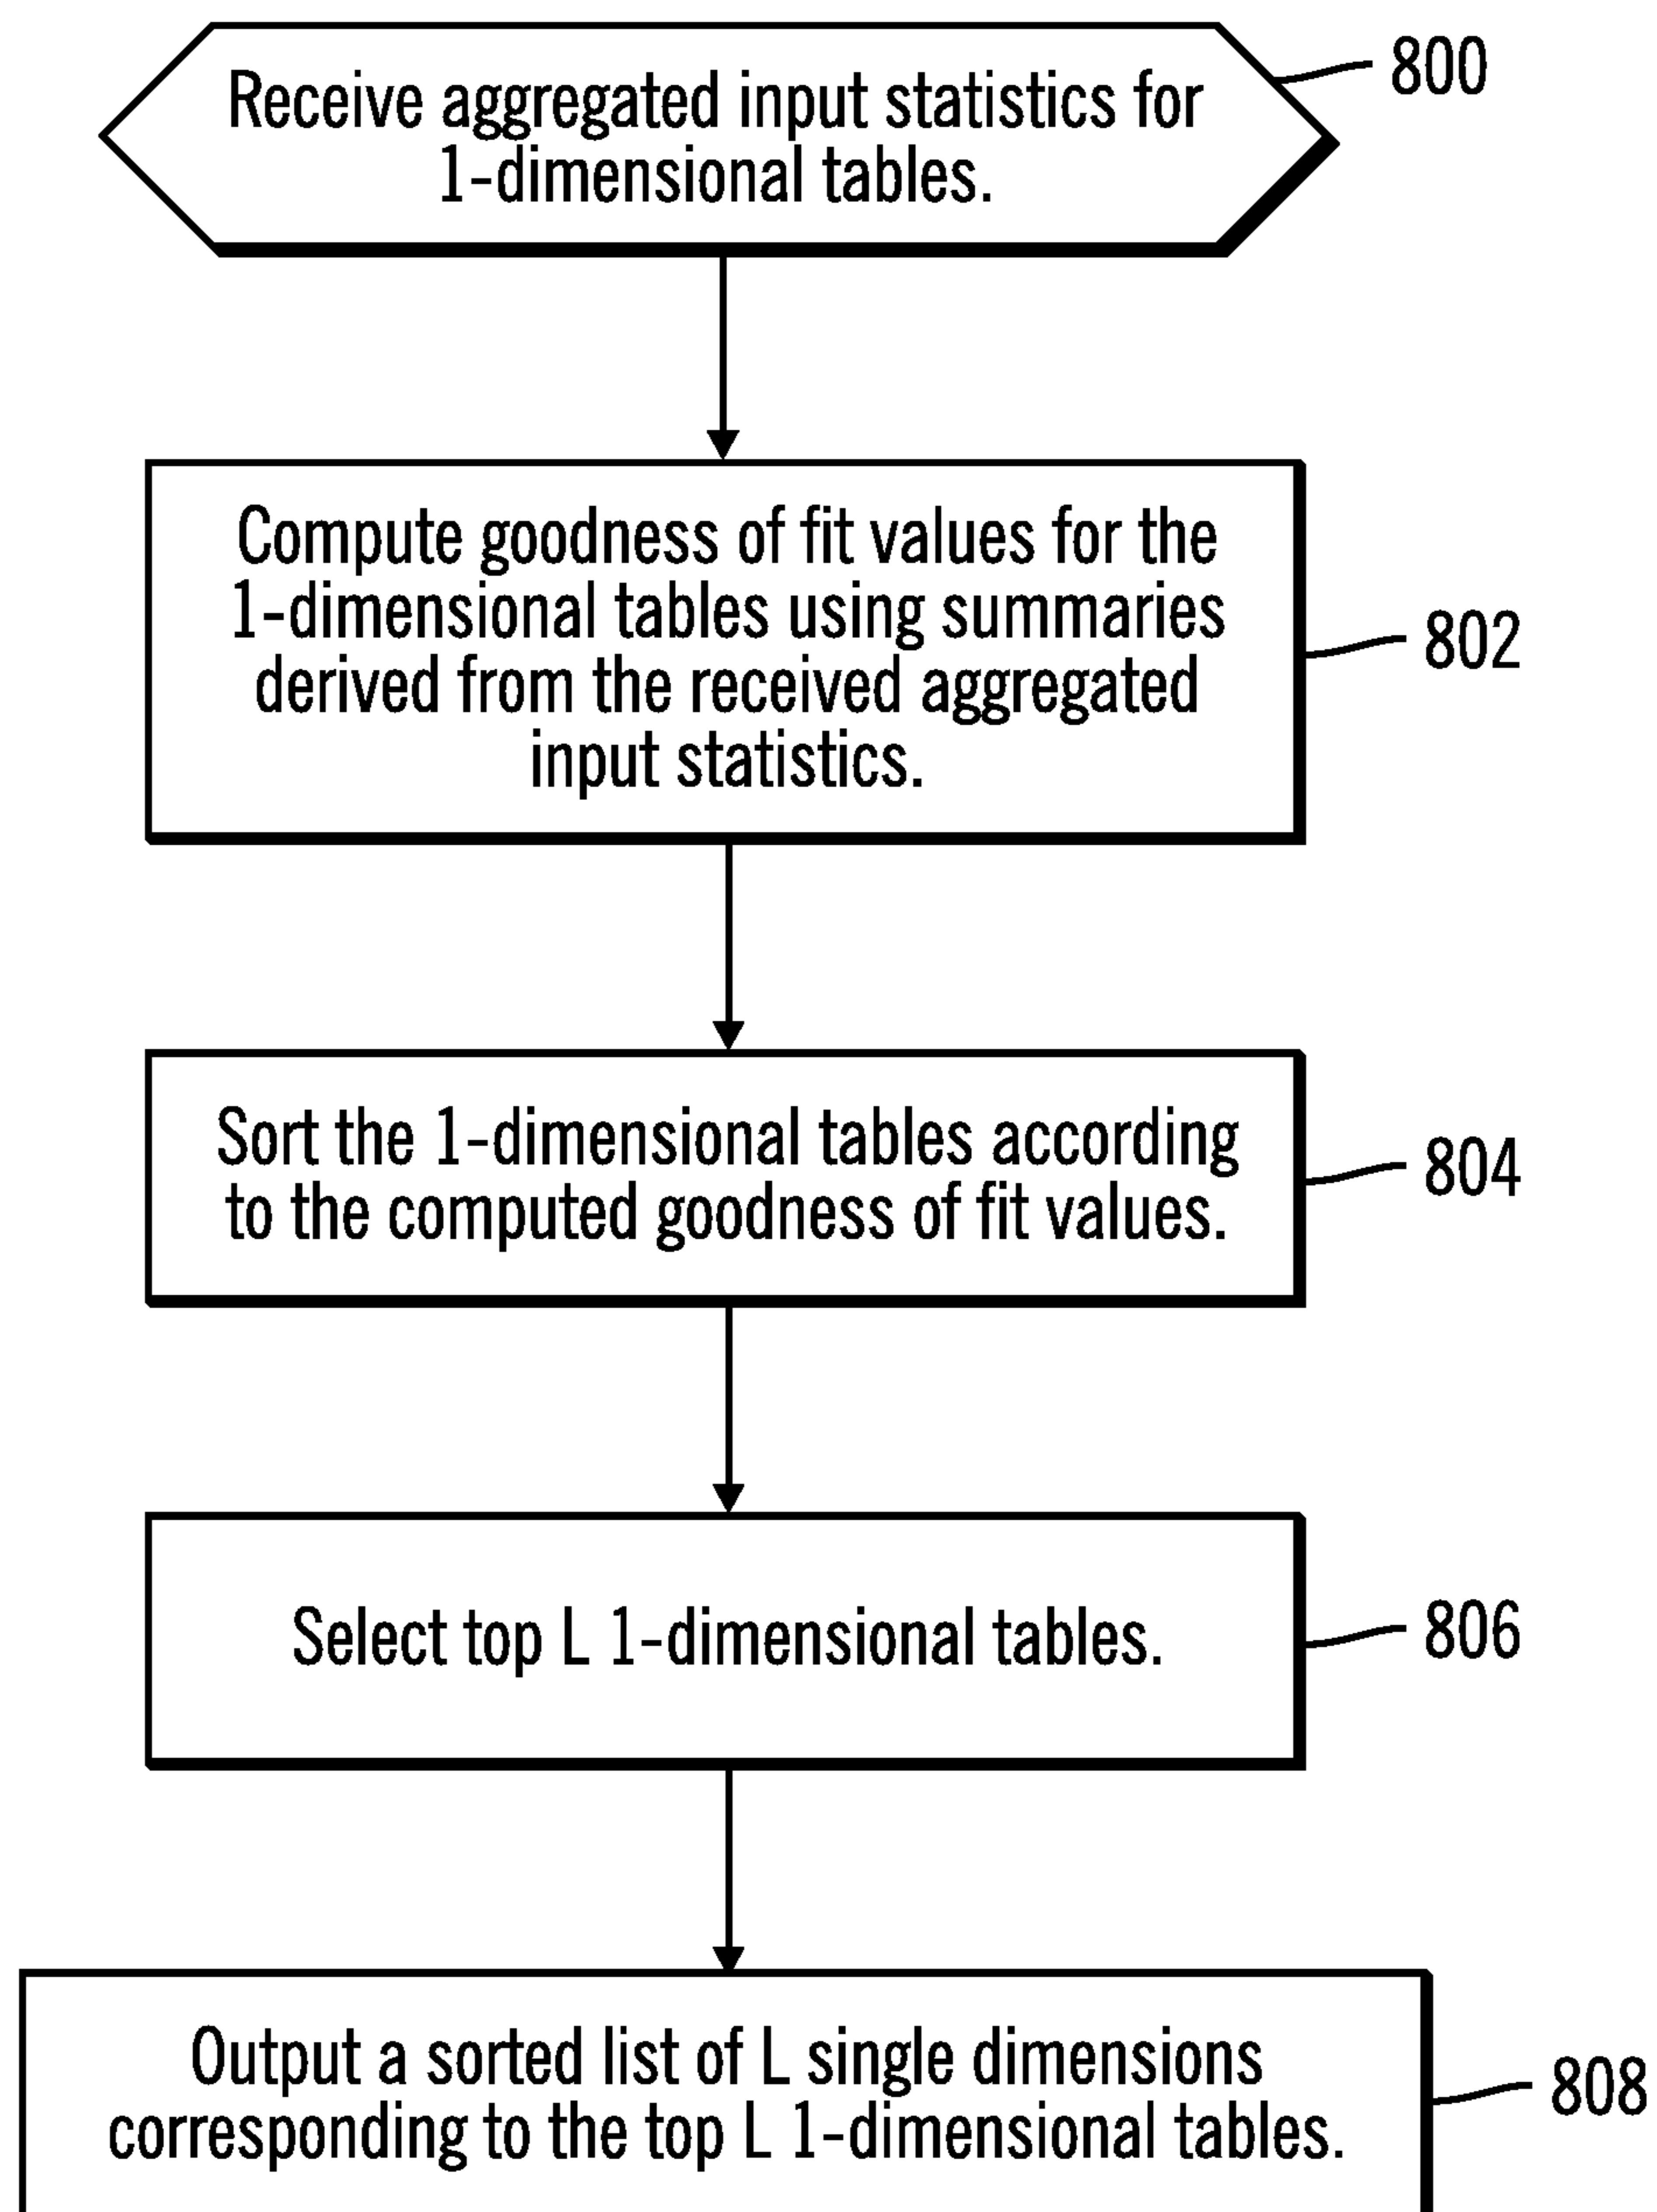 Receive aggregated input statistics for
1-dimensional tables.
800
Compute goodness of fit values for the
1-dimensional tables using summaries
derived from the received aggregated
input statistics.
802
Sort the 1-dimensional tables according
to the computed goodness of fit values.
804
Select top L 1-dimensional tables.
806
Output a sorted list of L single dimensions
corresponding to the top L 1-dimensional tables.
808